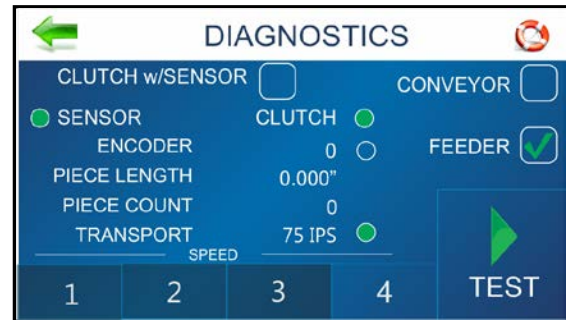 DIAGNOSTICS
CLUTCH w/SENSOR
CONVEYOR
SENSOR CLUTCH
ENCODER 0
FEEDER
PIECE LENGTH 0.000"
PIECE COUNT 0
TRANSPORT 75 IPS
SPEED
1 2 3 4 TEST